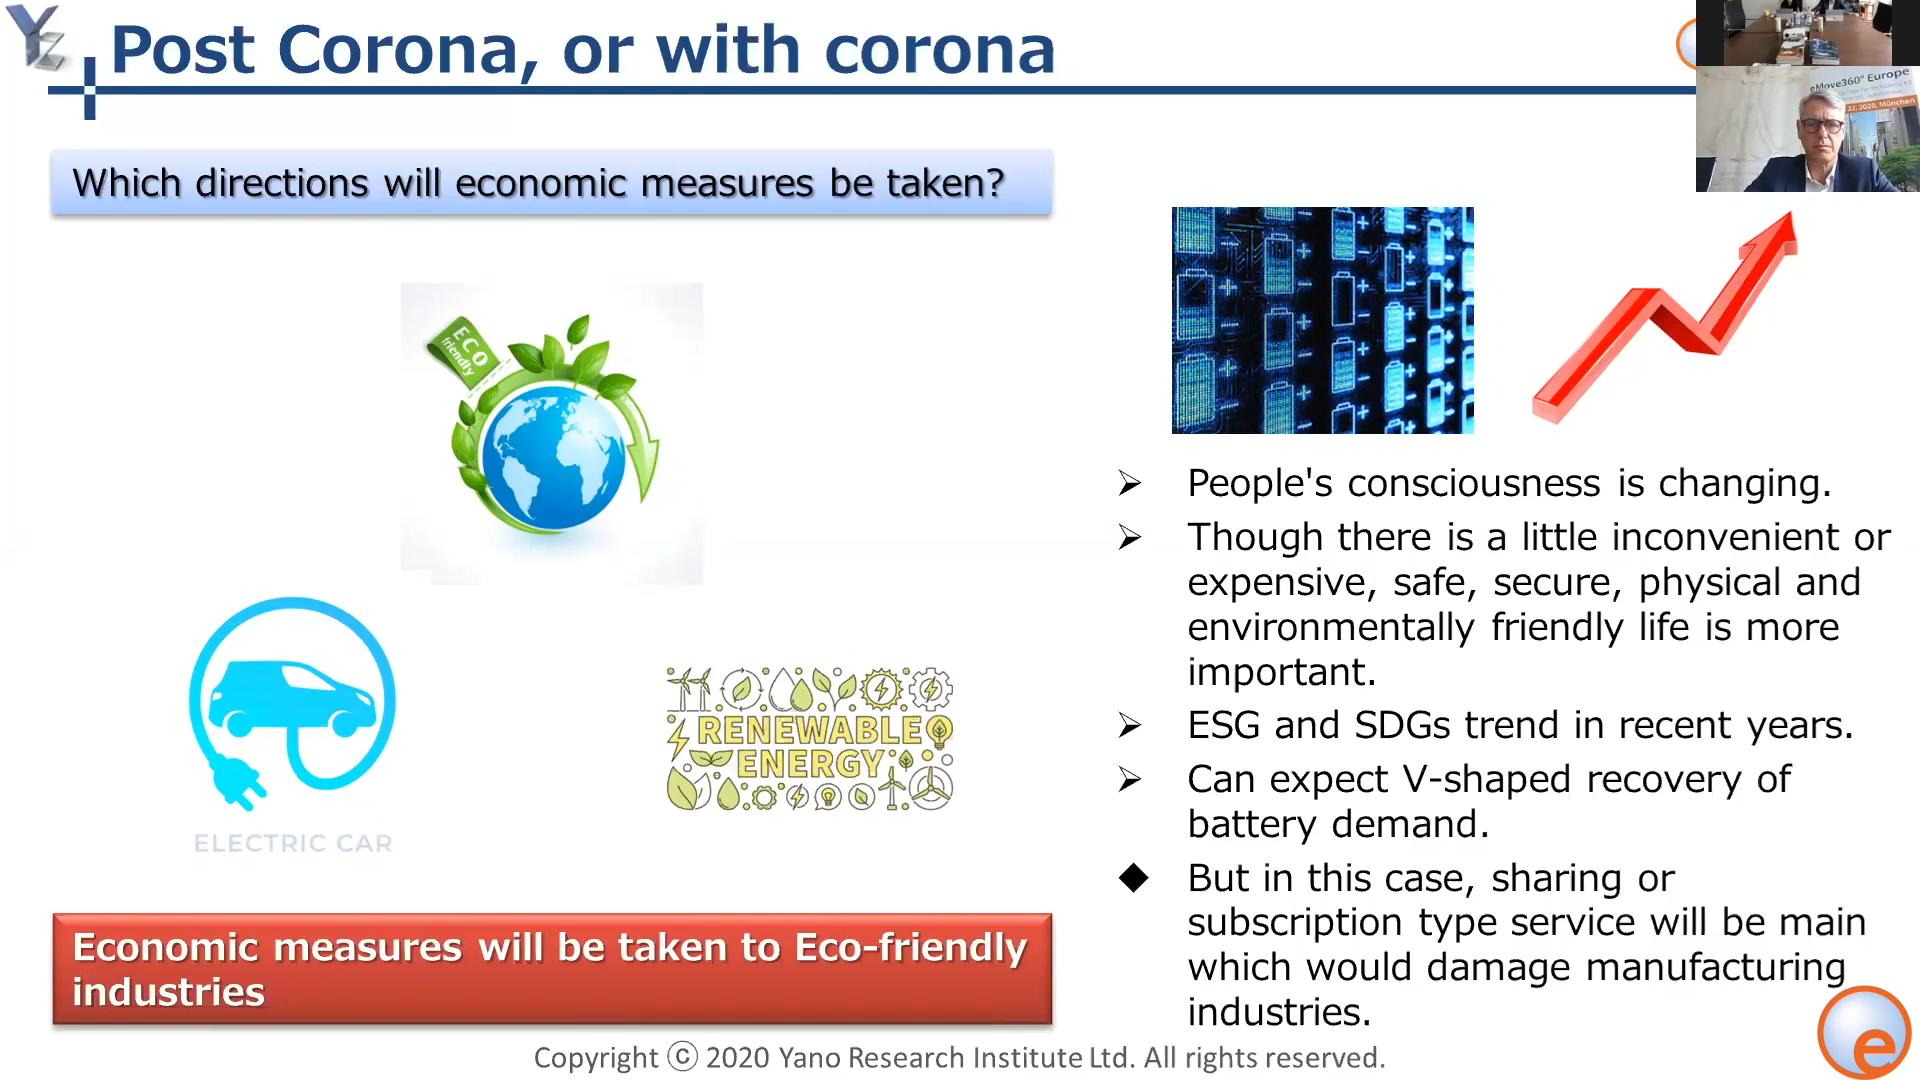 YZ
Post Corona, or with corona
eMove360° Europe
22, 2020, München
Which directions will economic measures be taken?
ECO
friendly
ELECTRIC CAR
RENEWABLE
ENERGY
Economic measures will be taken to Eco-friendly
industries
➢ People's consciousness is changing.
➢ Though there is a little inconvenient or
expensive, safe, secure, physical and
environmentally friendly life is more
important.
➢ ESG and SDGs trend in recent years.
➢ Can expect V-shaped recovery of
battery demand.
◆ But in this case, sharing or
subscription type service will be main
which would damage manufacturing
industries.
e
Copyright ⓒ 2020 Yano Research Institute Ltd. All rights reserved.